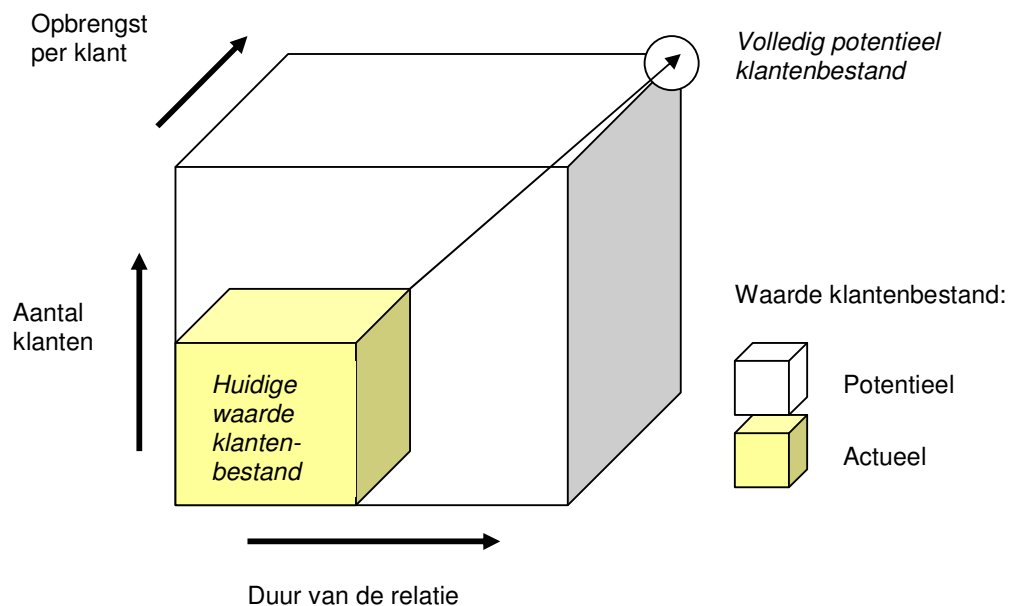 Opbrengst
per klant
Volledig potentieel
klantenbestand
Aantal
klanten
Huidige
waarde
klanten-
bestand
Waarde klantenbestand:
Potentieel
Actueel
Duur van de relatie